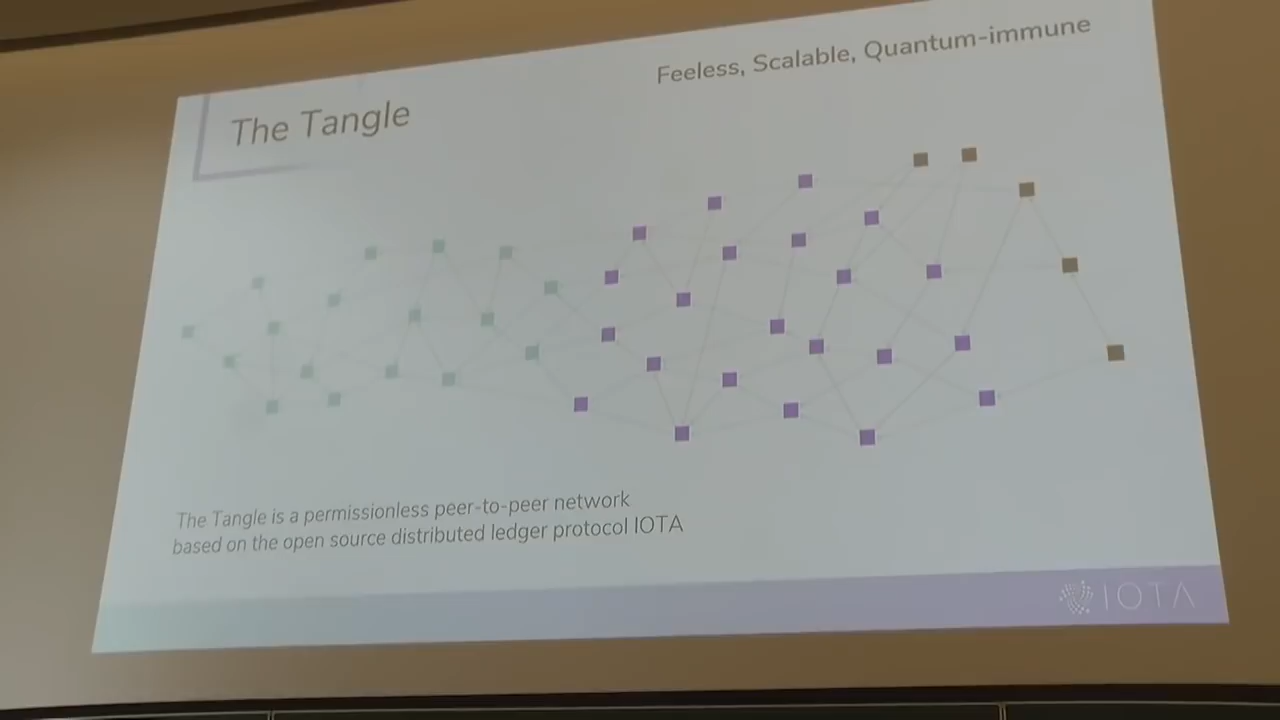 Feeless, Scalable, Quantum-immune
The Tangle
The Tangle is a permissionless peer-to-peer network
based on the open source distributed ledger protocol IOTA
IOTA